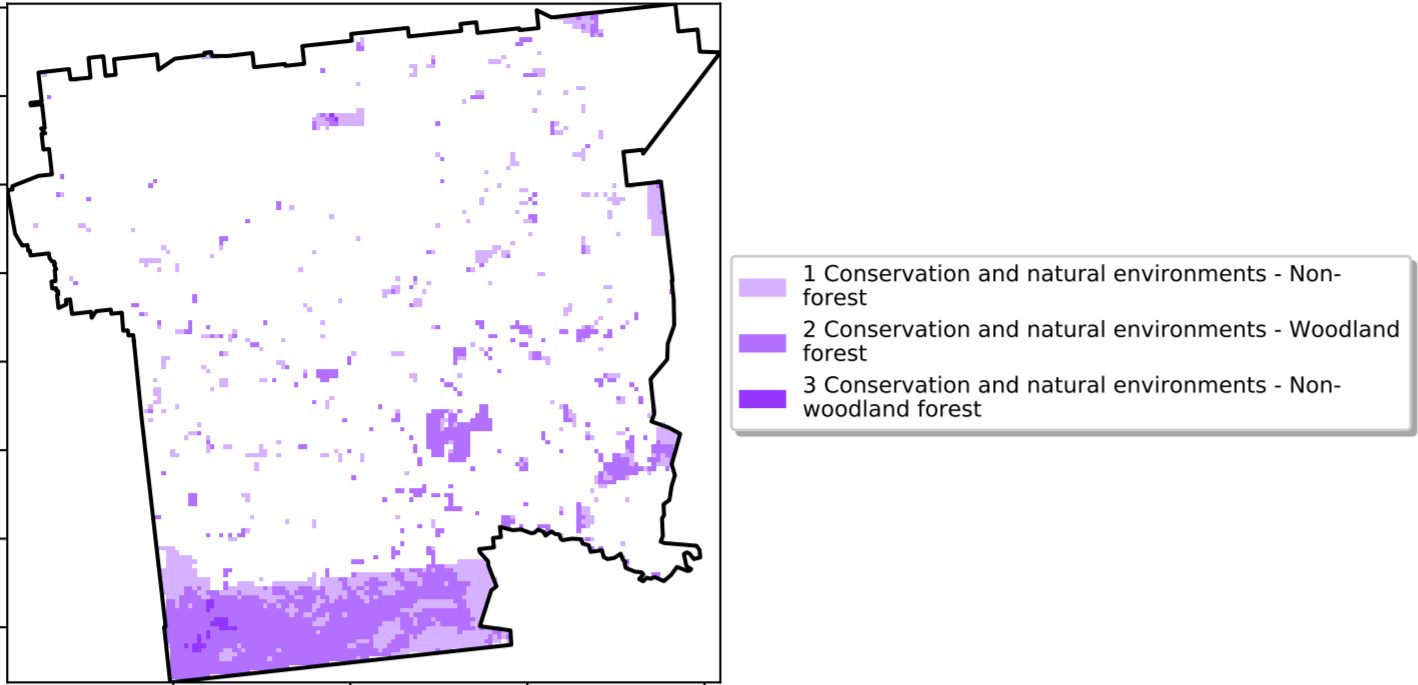 1 Conservation and natural environments - Non-
forest
2 Conservation and natural environments - Woodland
forest
3 Conservation and natural environments - Non-
woodland forest